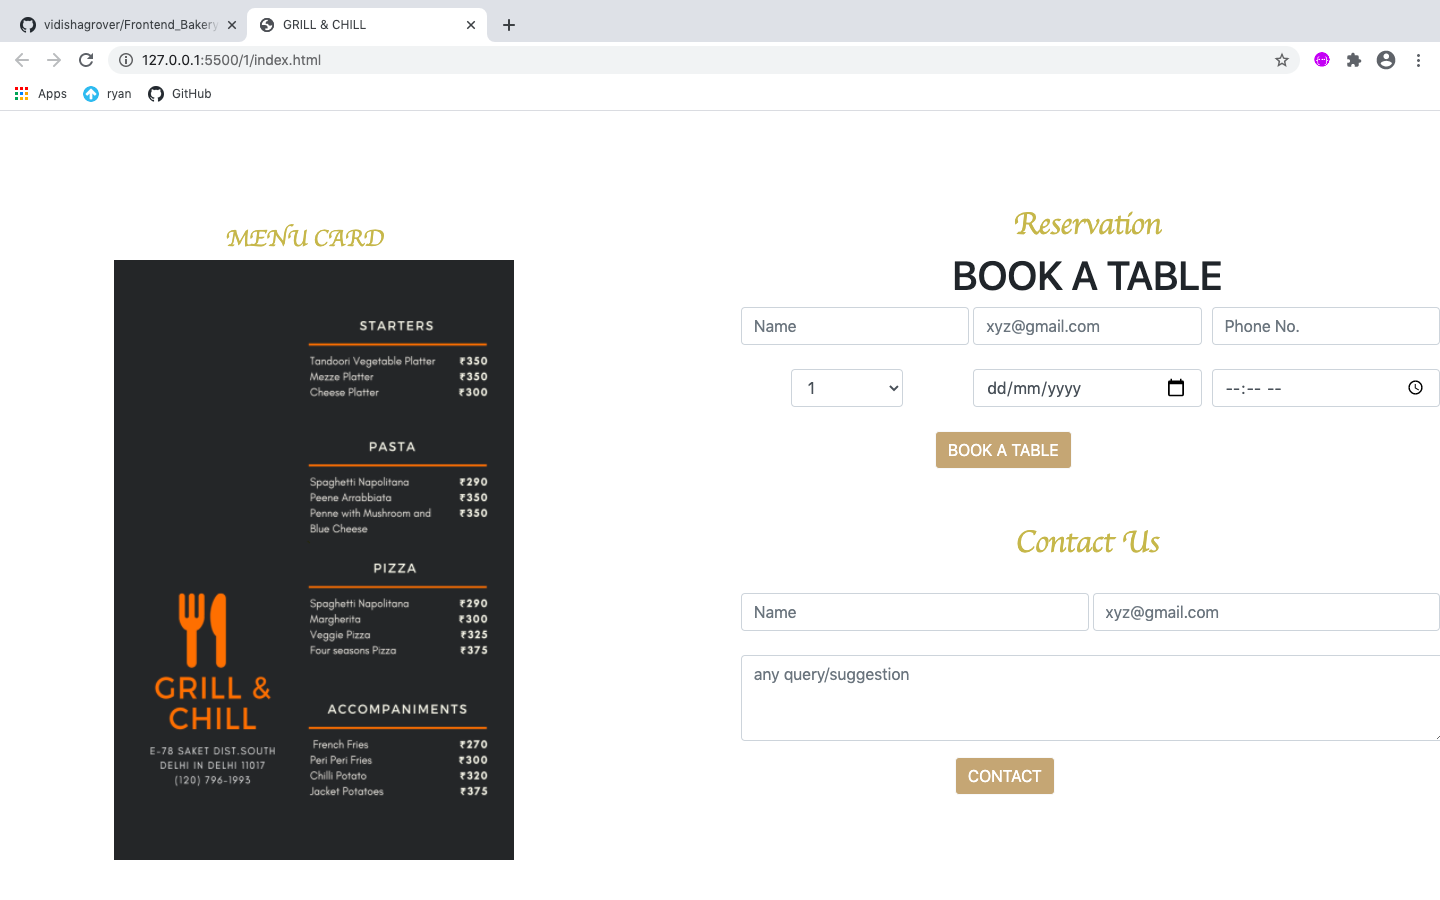 vidishagrover/Frontend_Bakery
GRILL & CHILL
127.0.0.1:5500/1/index.html
Apps
ryan
GitHub
MENU CARD
STARTERS
Tandoori Vegetable Platter ₹350
Mezze Platter ₹350
Cheese Platter ₹300
PASTA
Spaghetti Napolitana ₹290
Peene Arrabbiata ₹350
Penne with Mushroom and ₹350
Blue Cheese
PIZZA
Spaghetti Napolitana ₹290
Margherita ₹300
Veggie Pizza ₹325
Four seasons Pizza ₹375
ACCOMPANIMENTS
French Fries ₹270
Peri Peri Fries ₹300
Chilli Potato ₹320
Jacket Potatoes ₹375
GRILL &
CHILL
E-78 SAKET DIST.SOUTH
DELHI IN DELHI 11017
(120) 796-1993
Reservation
BOOK A TABLE
Name xyz@gmail.com Phone No.
1 dd/mm/yyyy --:-- --
BOOK A TABLE
Contact Us
Name xyz@gmail.com
any query/suggestion
CONTACT